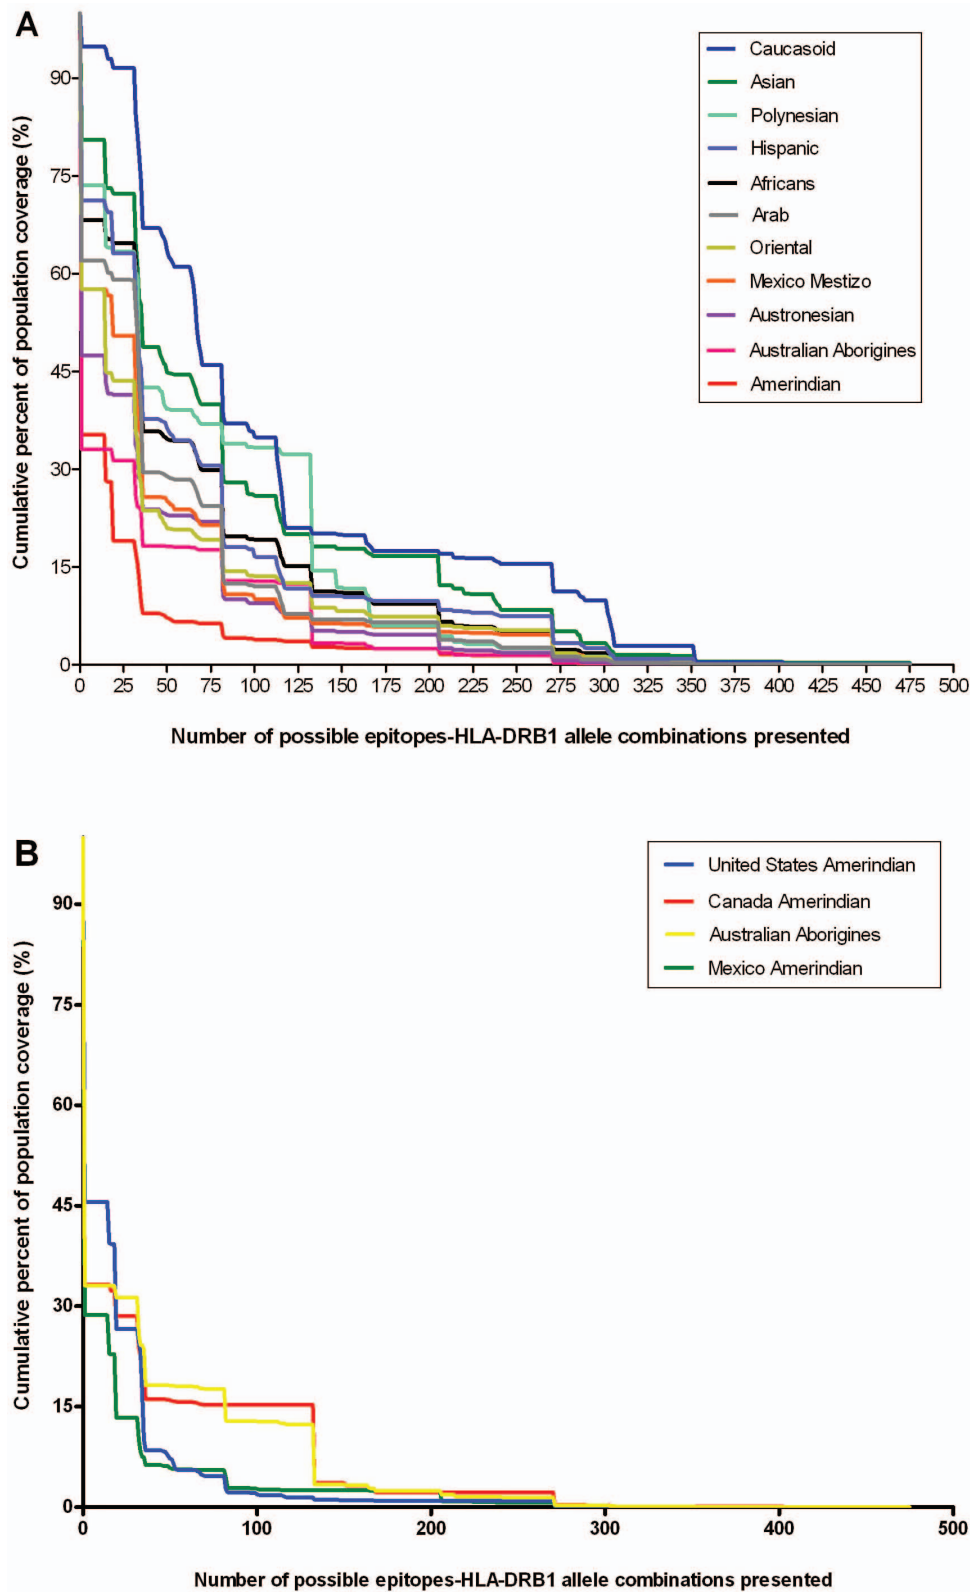 A
Cumulative percent of population coverage (%)
90
75
60
45
30
15
0
Caucasoid
Asian
Polynesian
Hispanic
Africans
Arab
Oriental
Mexico Mestizo
Austronesian
Australian Aborigines
Amerindian
0 25 50 75 100 125 150 175 200 225 250 275 300 325 350 375 400 425 450 475 500
Number of possible epitopes-HLA-DRB1 allele combinations presented
B
Cumulative percent of population coverage (%)
90
75
60
45
30
15
0
United States Amerindian
Canada Amerindian
Australian Aborigines
Mexico Amerindian
0 100 200 300 400 500
Number of possible epitopes-HLA-DRB1 allele combinations presented